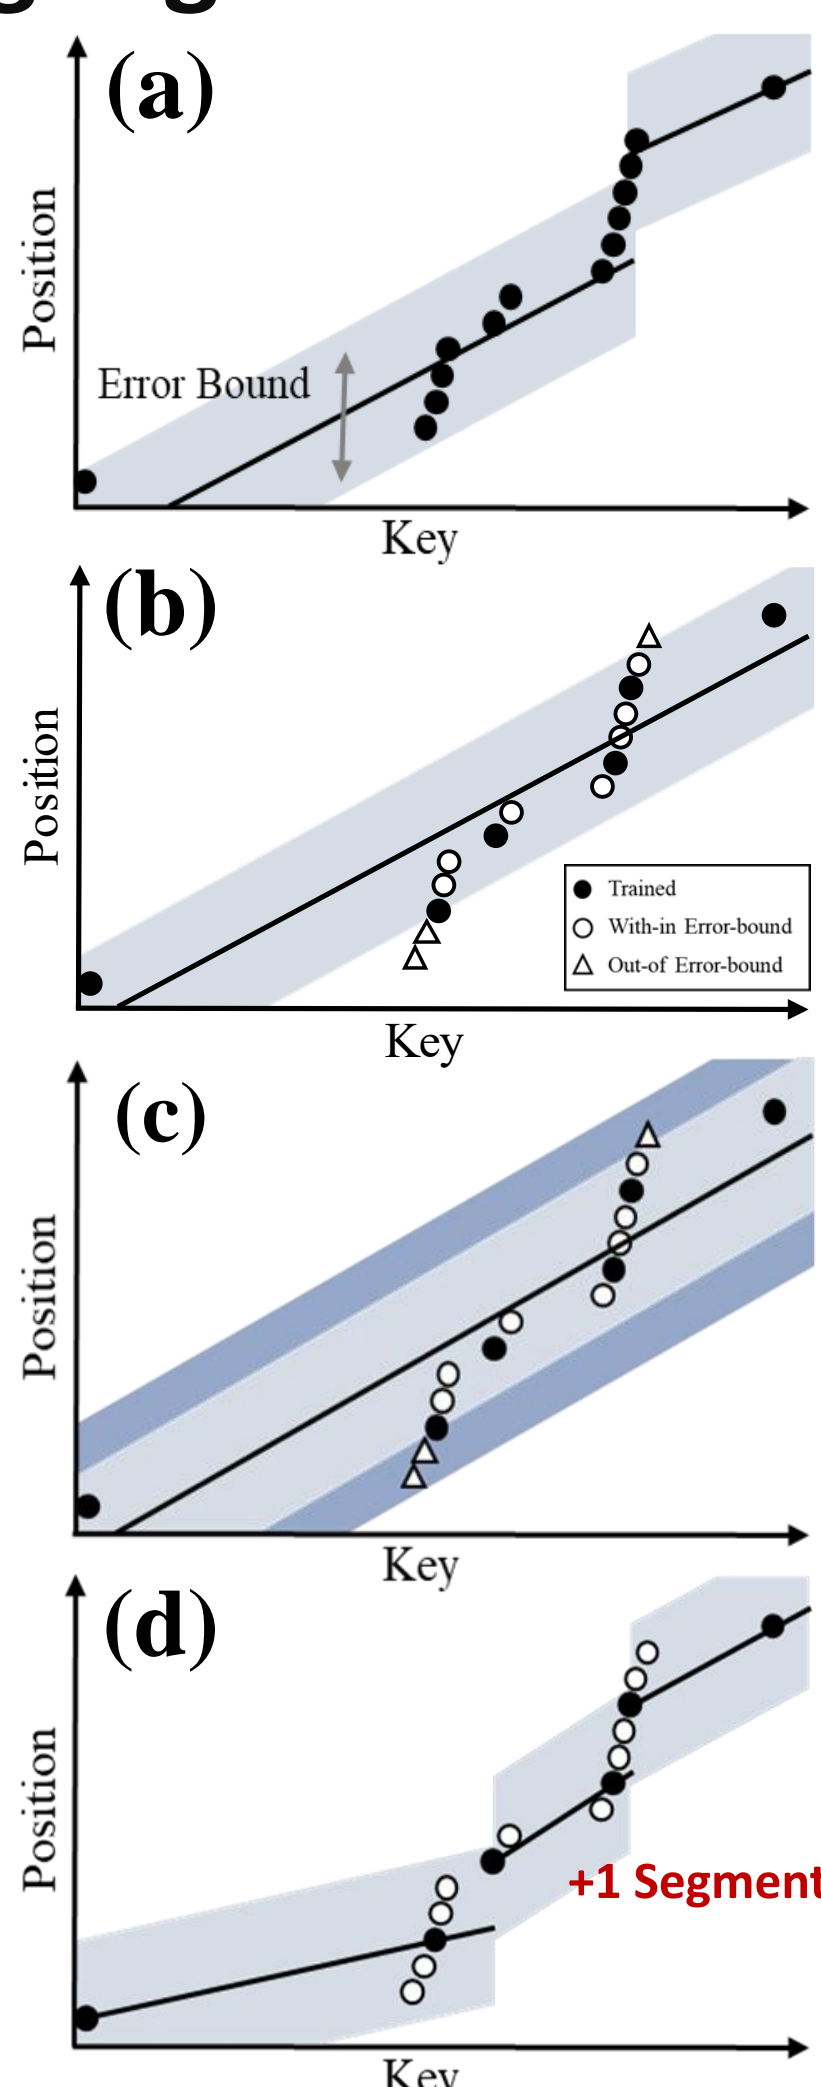 (a)
Position
Error Bound
Key
(b)
Position
Trained
With-in Error-bound
Out-of Error-bound
Key
(c)
Position
Key
(d)
Position
+1 Segment
Key